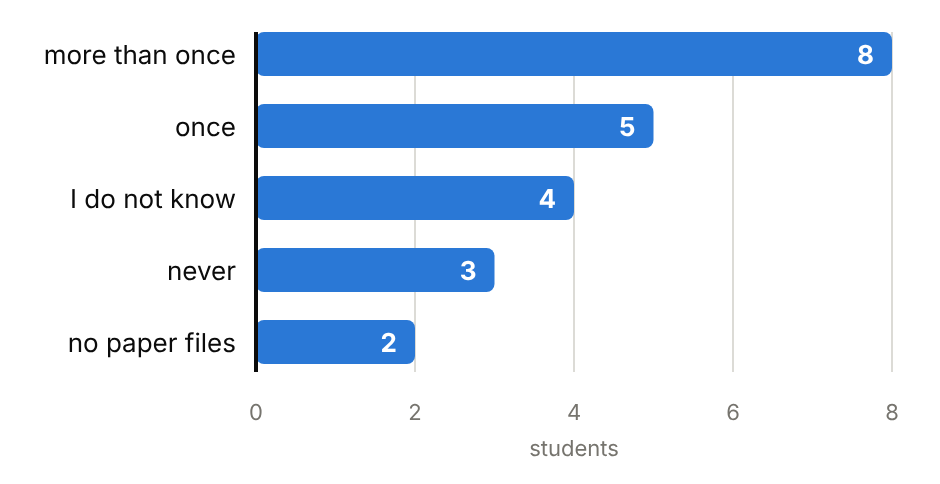 more than once 8
once 5
I do not know 4
never 3
no paper files 2
0 2 4 6 8
students